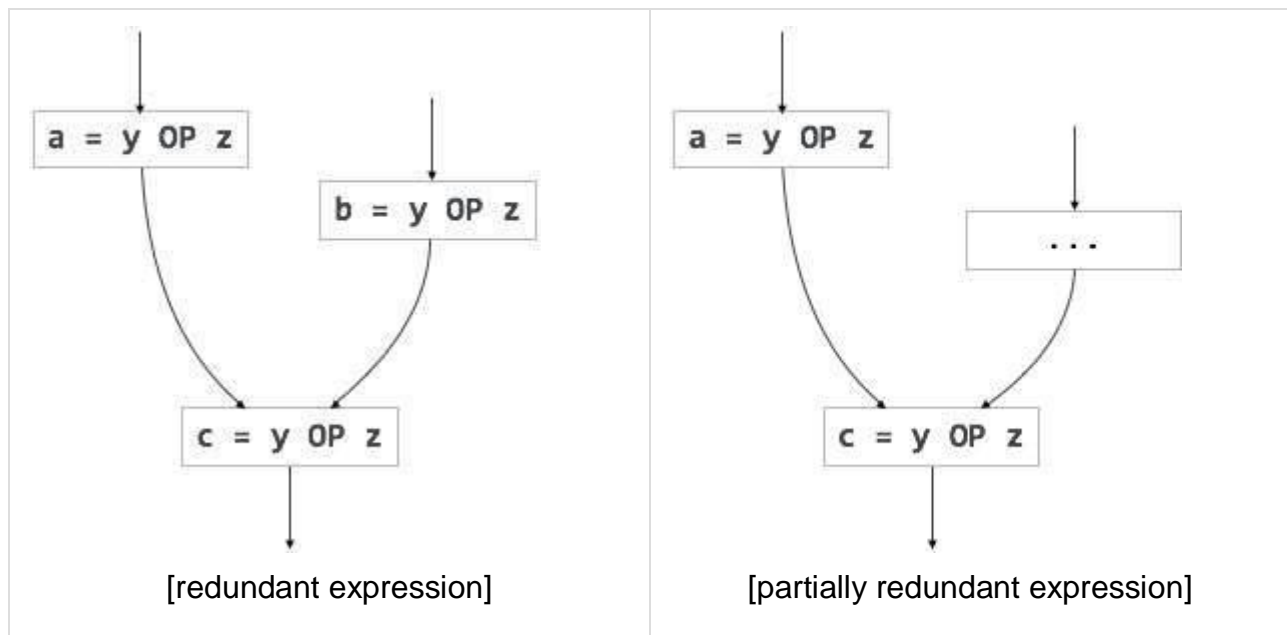 a = y OP z
b = y OP z
c = y OP z
[redundant expression]
a = y OP z
...
c = y OP z
[partially redundant expression]